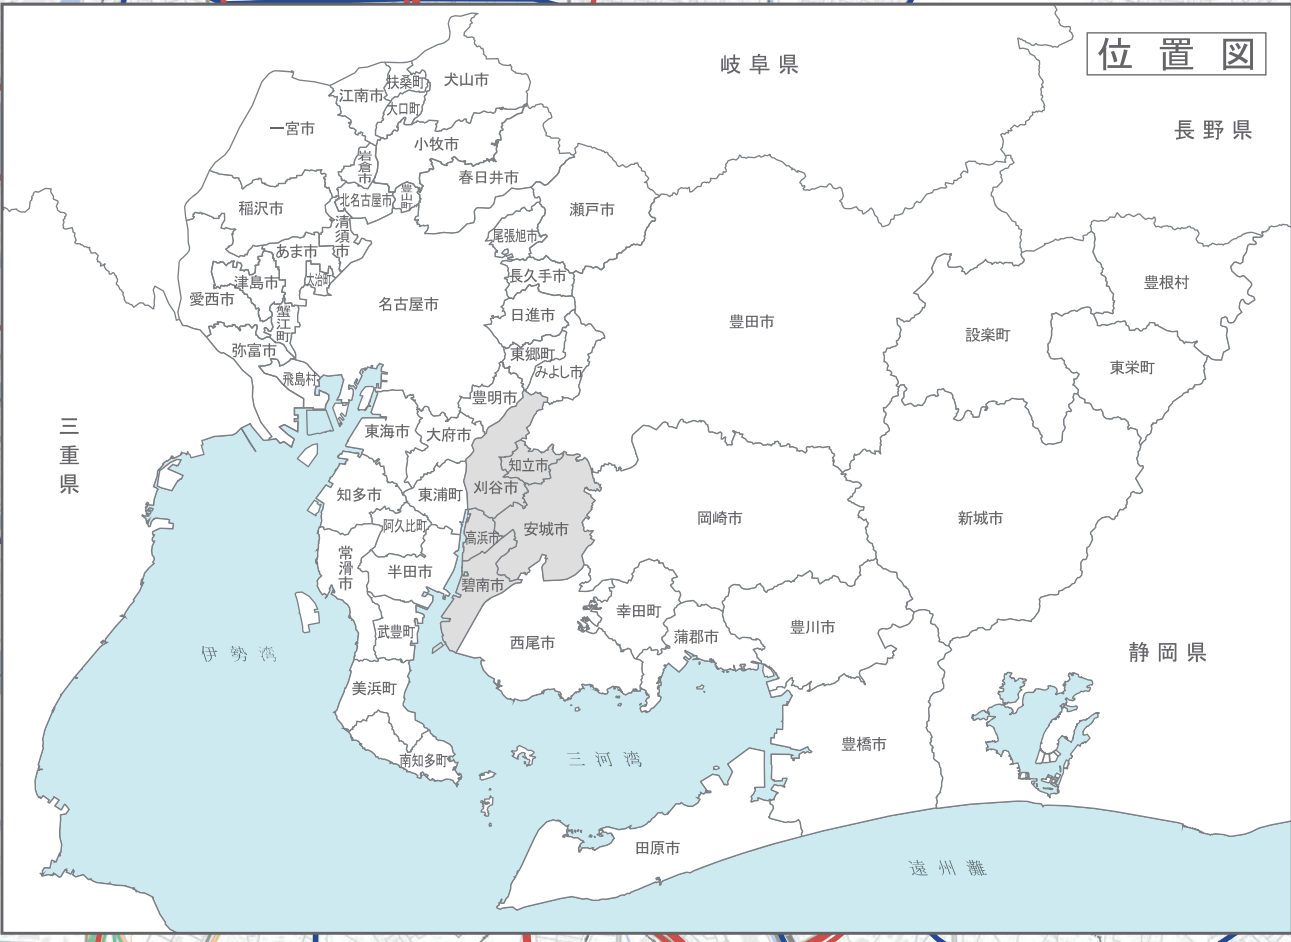 位置図
岐阜県
長野県
三重県
静岡県
犬山市
扶桑町
江南市
大口町
一宮市
小牧市
岩倉市
春日井市
豊山町
北名古屋市
稲沢市
瀬戸市
清須市
尾張旭市
あま市
大治町
津島市
愛西市
長久手市
名古屋市
日進市
蟹江町
弥富市
東郷町
みよし市
飛島村
豊明市
豊田市
設楽町
豊根村
東栄町
東海市
大府市
知立市
刈谷市
知多市
東浦町
阿久比町
高浜市
安城市
岡崎市
新城市
常滑市
半田市
碧南市
武豊町
西尾市
幸田町
蒲郡市
豊川市
美浜町
南知多町
豊橋市
田原市
伊勢湾
三河湾
遠州灘